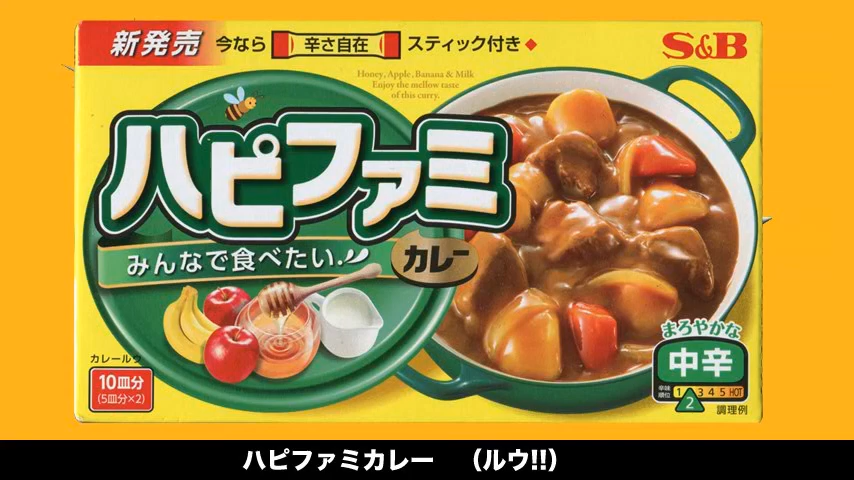 新発売 今なら 辛さ自在 スティック付き
S&B
Honey, Apple, Banana & Milk
Enjoy the mellow taste
of this curry.
ハピファミ
みんなで食べたい
カレー
カレールウ
10皿分
(5皿分×2)
まろやかな
中辛
辛味順位 1 2 3 4 5 HOT
調理例
ハピファミカレー （ルウ!!）